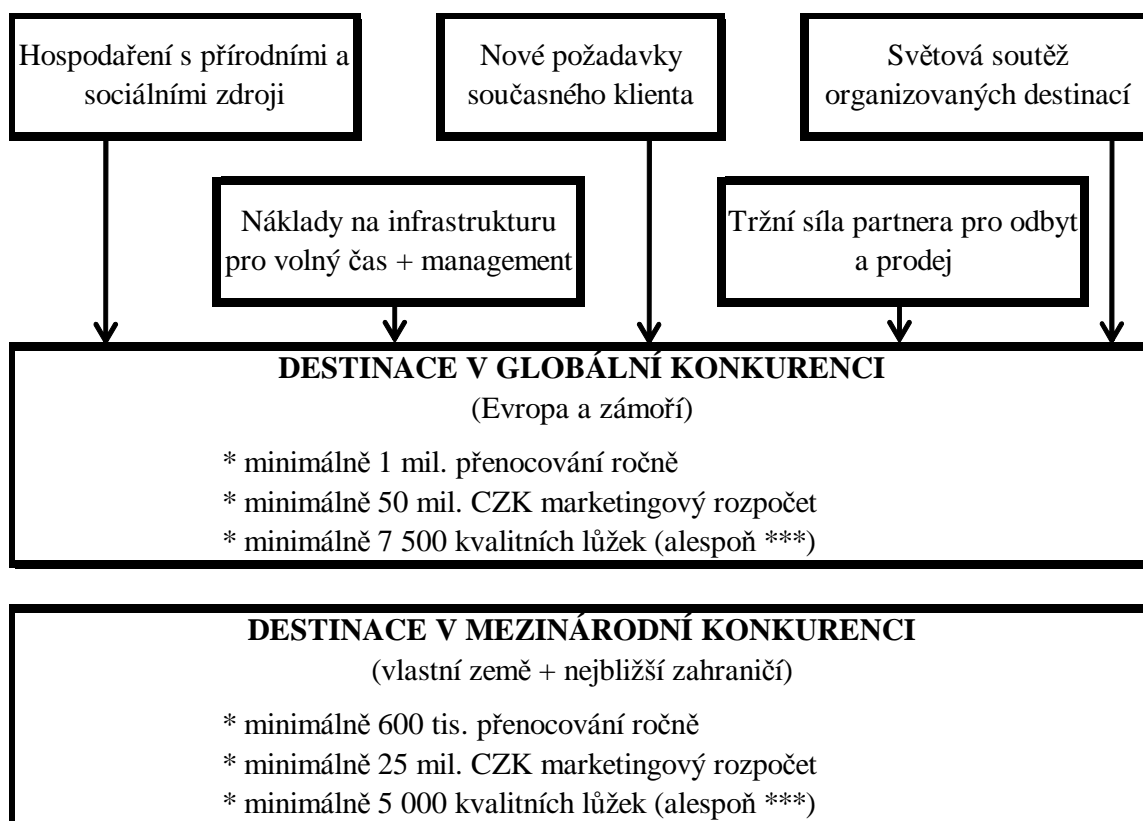 Hospodaření s přírodními a
sociálními zdroji
Nové požadavky
současného klienta
Světová soutěž
organizovaných destinací
Náklady na infrastrukturu
pro volný čas + management
Tržní síla partnera pro odbyt
a prodej
DESTINACE V GLOBÁLNÍ KONKURENCI
(Evropa a zámoří)
* minimálně 1 mil. přenocování ročně
* minimálně 50 mil. CZK marketingový rozpočet
* minimálně 7 500 kvalitních lůžek (alespoň ***)
DESTINACE V MEZINÁRODNÍ KONKURENCI
(vlastní země + nejbližší zahraničí)
* minimálně 600 tis. přenocování ročně
* minimálně 25 mil. CZK marketingový rozpočet
* minimálně 5 000 kvalitních lůžek (alespoň ***)